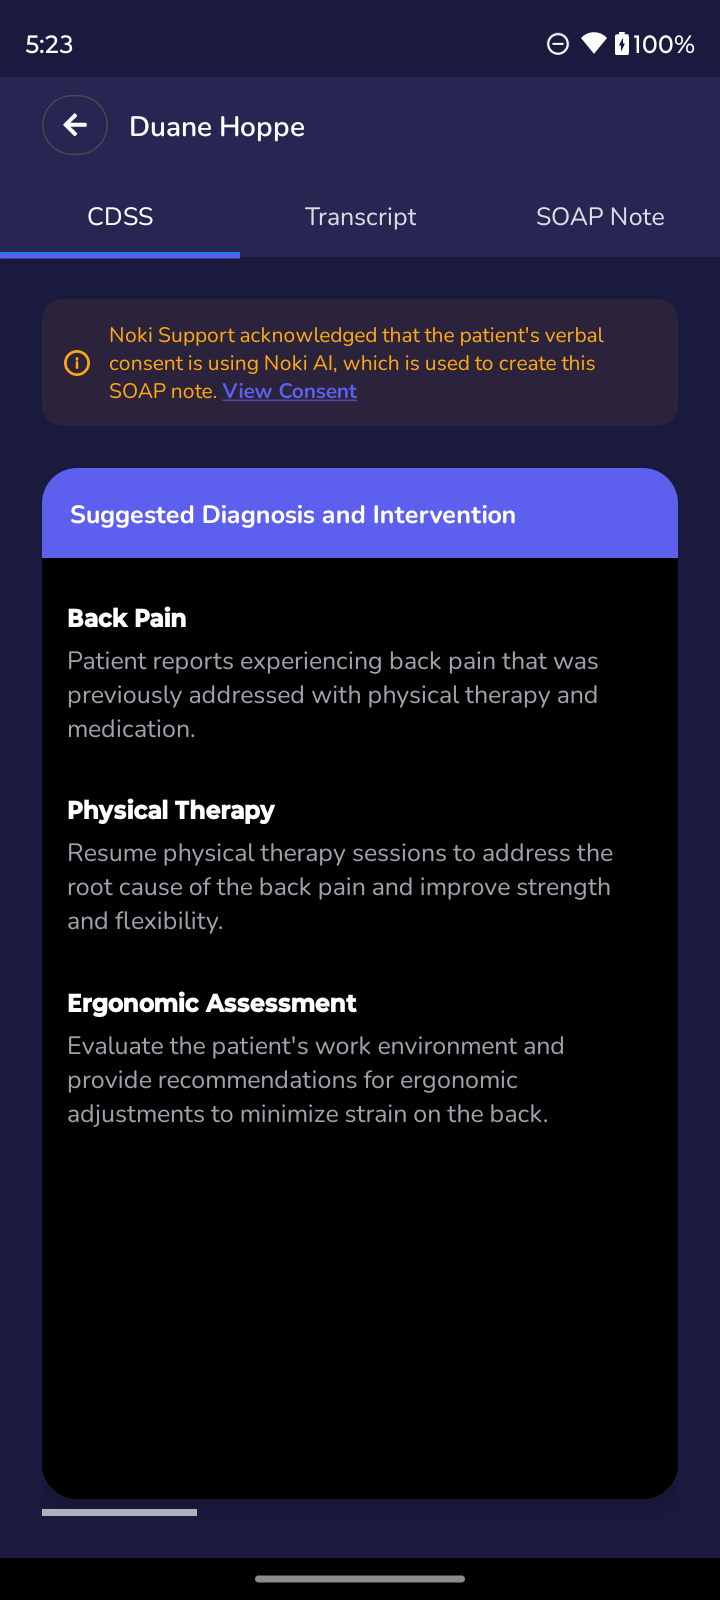 5:23
100%
Duane Hoppe
CDSS
Transcript
SOAP Note
Noki Support acknowledged that the patient's verbal
consent is using Noki AI, which is used to create this
SOAP note. View Consent
Suggested Diagnosis and Intervention
Back Pain
Patient reports experiencing back pain that was
previously addressed with physical therapy and
medication.
Physical Therapy
Resume physical therapy sessions to address the
root cause of the back pain and improve strength
and flexibility.
Ergonomic Assessment
Evaluate the patient's work environment and
provide recommendations for ergonomic
adjustments to minimize strain on the back.